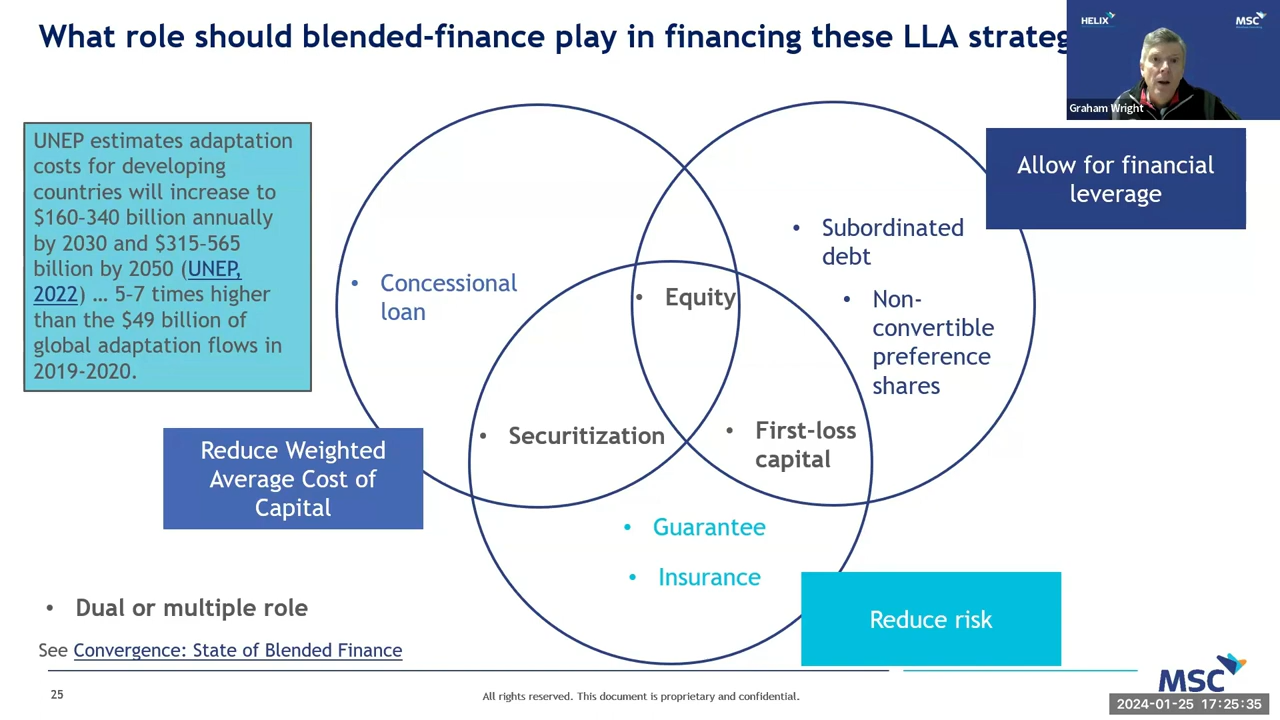 What role should blended-finance play in financing these LLA strateg
HELIX
MSC
Graham Wright
UNEP estimates adaptation
costs for developing
countries will increase to
$160-340 billion annually
by 2030 and $315-565
billion by 2050 (UNEP,
2022) … 5-7 times higher
than the $49 billion of
global adaptation flows in
2019-2020.
Allow for financial
leverage
• Subordinated
debt
• Concessional
loan
• Equity
• Non-
convertible
preference
shares
• Securitization
• First-loss
capital
Reduce Weighted
Average Cost of
Capital
• Guarantee
• Insurance
Reduce risk
• Dual or multiple role
See Convergence: State of Blended Finance
MSC
25
All rights reserved. This document is proprietary and confidential.
2024-01-25 17:25:35